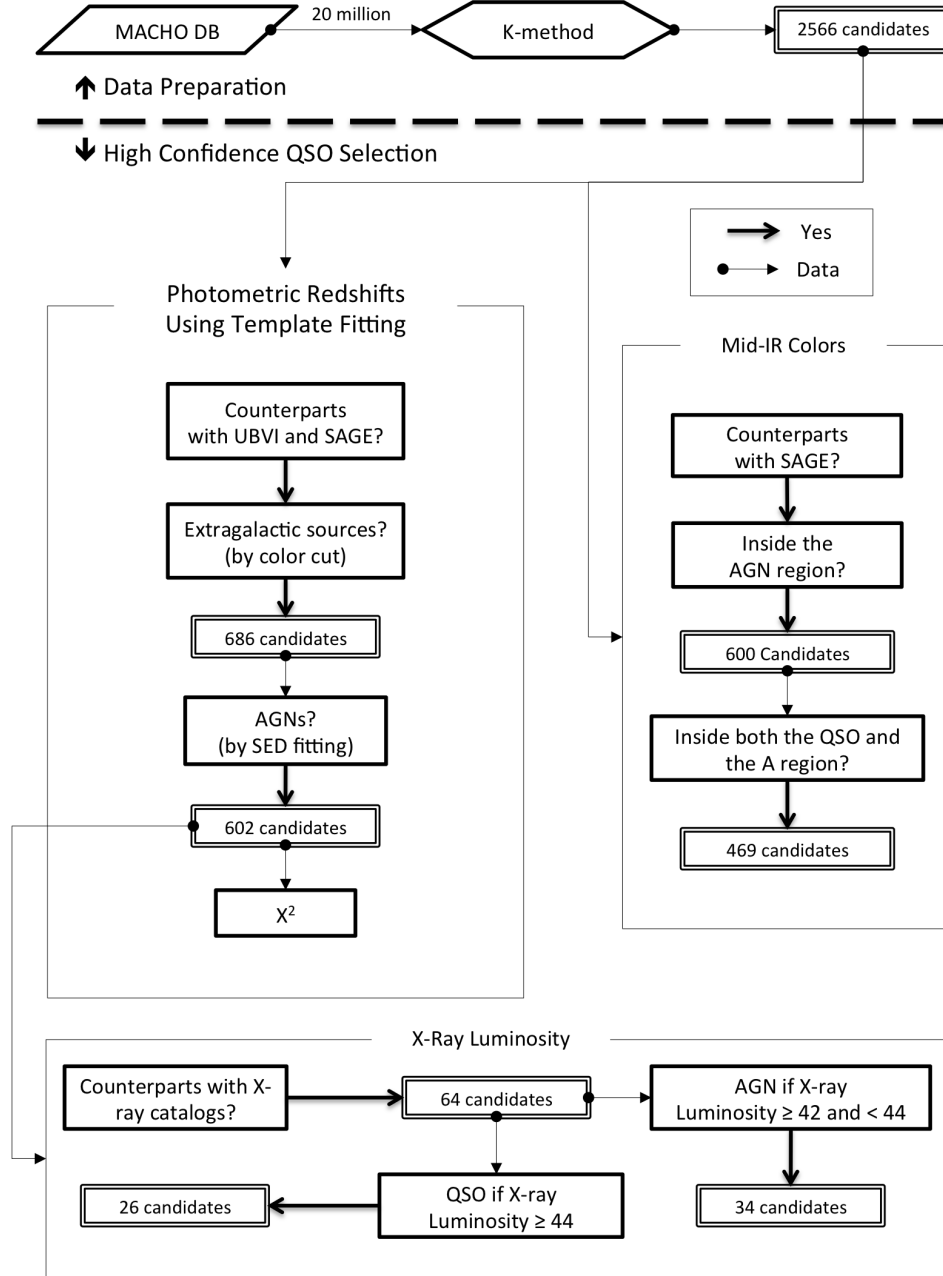 MACHO DB
20 million
K-method
2566 candidates
Data Preparation
High Confidence QSO Selection
Yes
Data
Photometric Redshifts
Using Template Fitting
Counterparts
with UBVI and SAGE?
Extragalactic sources?
(by color cut)
686 candidates
AGNs?
(by SED fitting)
602 candidates
X²
Mid-IR Colors
Counterparts
with SAGE?
Inside the
AGN region?
600 Candidates
Inside both the QSO and
the A region?
469 candidates
X-Ray Luminosity
Counterparts with X-
ray catalogs?
64 candidates
AGN if X-ray
Luminosity ≥ 42 and < 44
26 candidates
QSO if X-ray
Luminosity ≥ 44
34 candidates